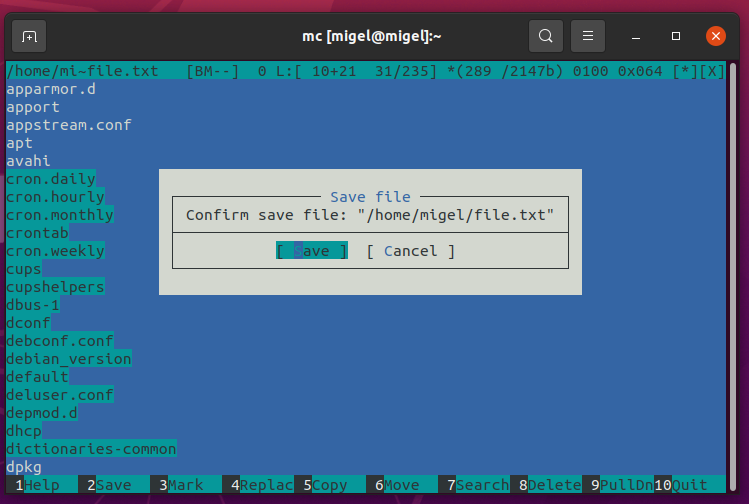 mc [migel@migel]:~
/home/mi~file.txt [BM--] 0 L:[ 10+21 31/235] *(289 /2147b) 0100 0x064 [*][X]
apparmor.d
apport
appstream.conf
apt
avahi
cron.daily
cron.hourly
cron.monthly
crontab
cron.weekly
cups
cupshelpers
dbus-1
dconf
debconf.conf
debian_version
default
deluser.conf
depmod.d
dhcp
dictionaries-common
dpkg
Save file
Confirm save file: "/home/migel/file.txt"
[ Save ] [ Cancel ]
1Help 2Save 3Mark 4Replac 5Copy 6Move 7Search 8Delete 9PullDn 10Quit